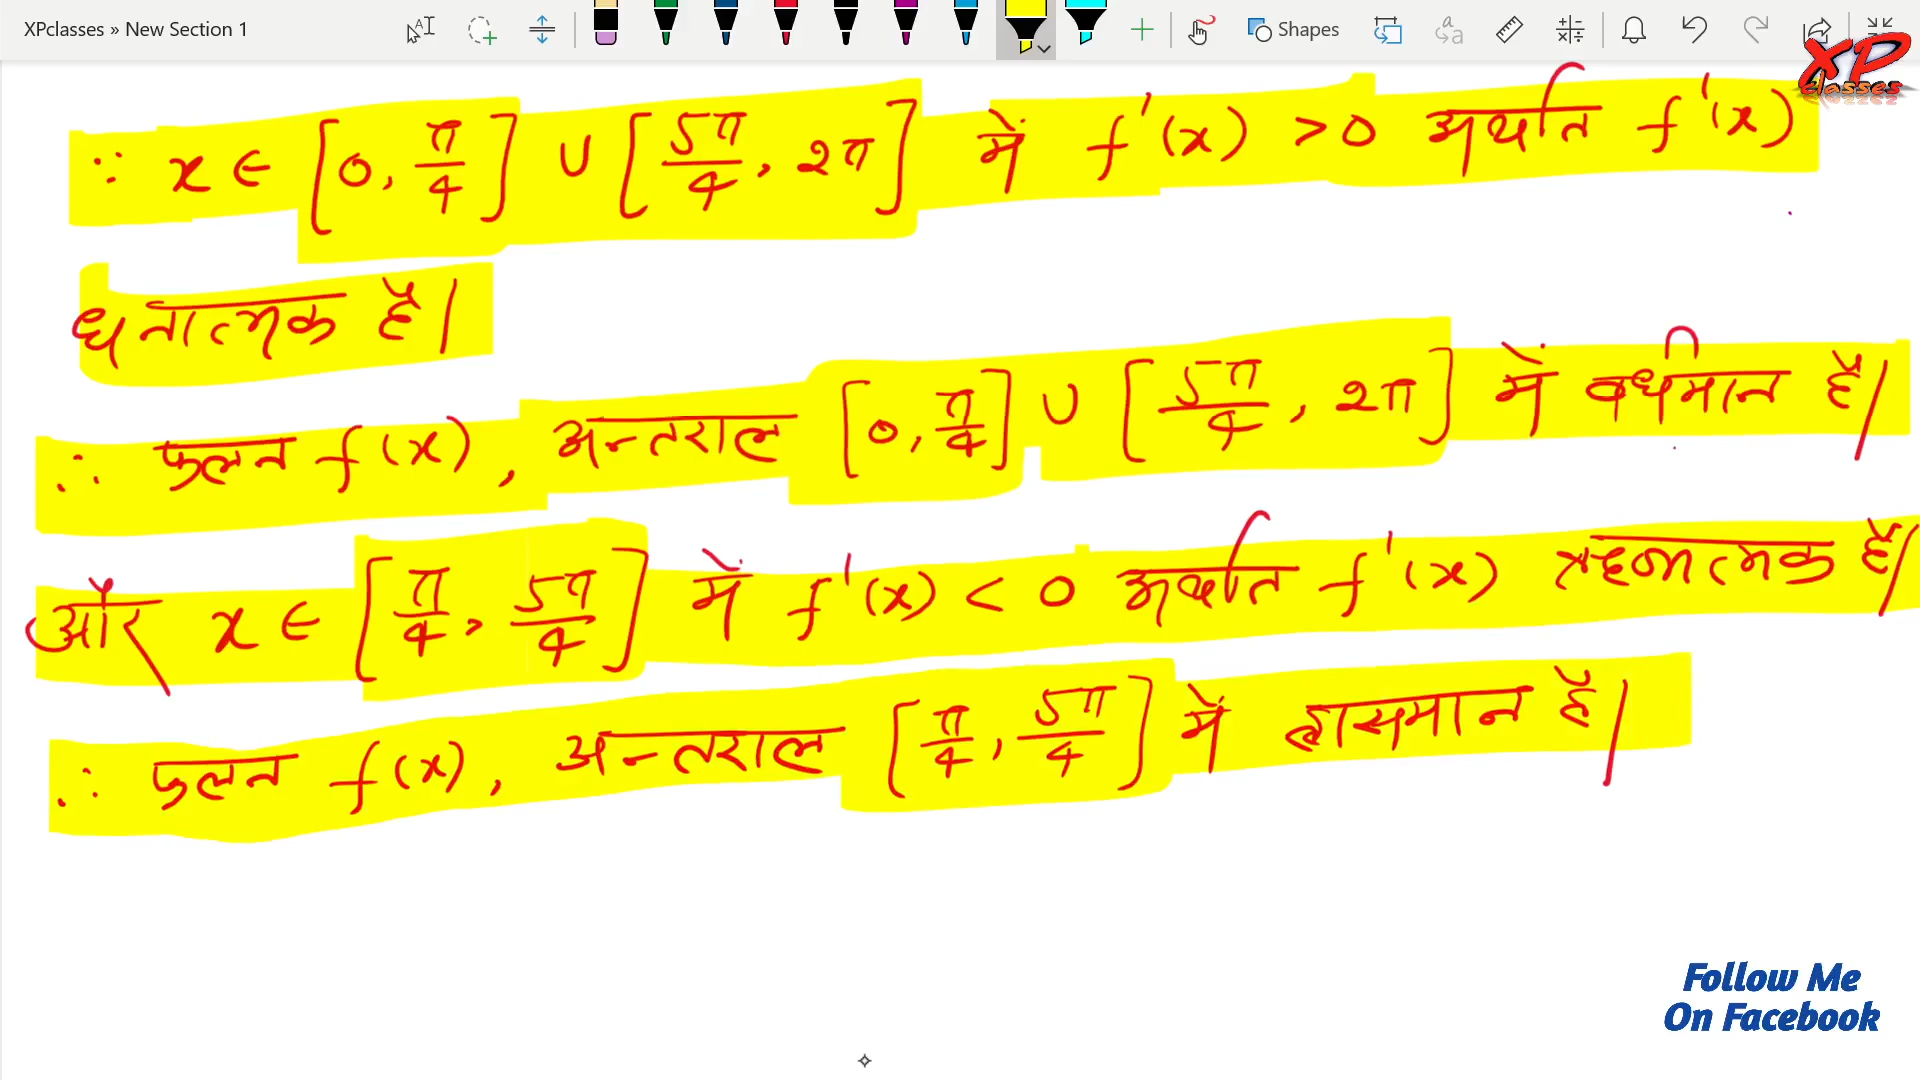 XPclasses » New Section 1
Shapes
XP classes
∵ x ∈ [0, π/4] ∪ [5π/4, 2π] में f'(x) > 0 अर्थात f'(x)
धनात्मक है।
∴ फलन f(x), अन्तराल [0, π/4] ∪ [5π/4, 2π] में वर्धमान है।
और x ∈ [π/4, 5π/4] में f'(x) < 0 अर्थात f'(x) ऋणात्मक है।
∴ फलन f(x), अन्तराल [π/4, 5π/4] में ह्रासमान है।
Follow Me
On Facebook